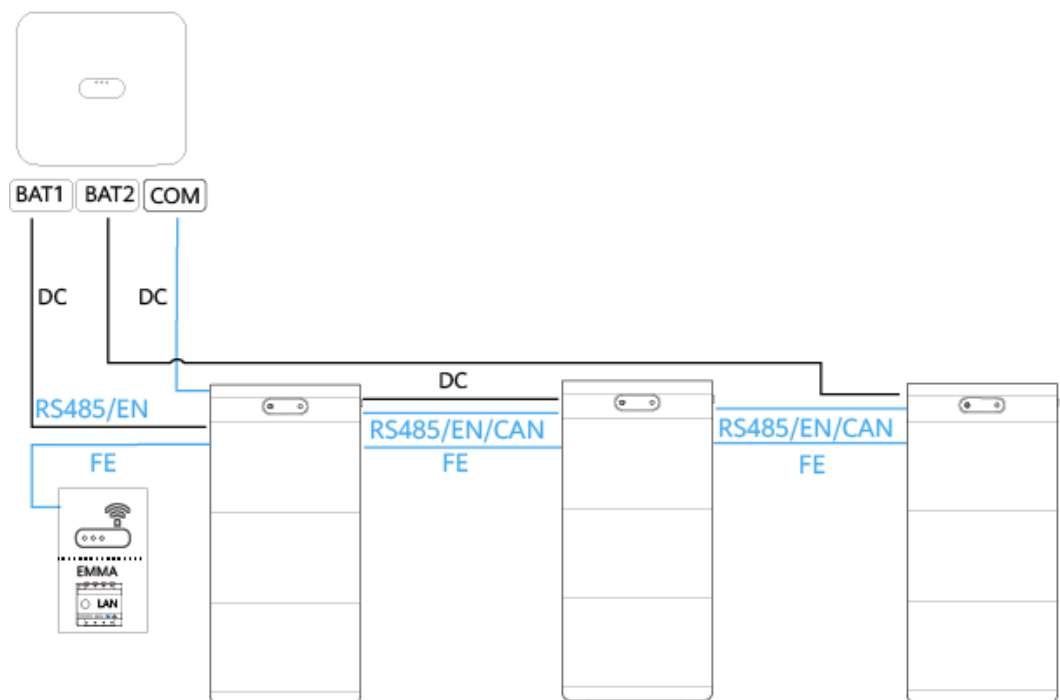 BAT1 BAT2 COM
DC DC
DC
RS485/EN
RS485/EN/CAN
RS485/EN/CAN
FE
FE
FE
EMMA
LAN